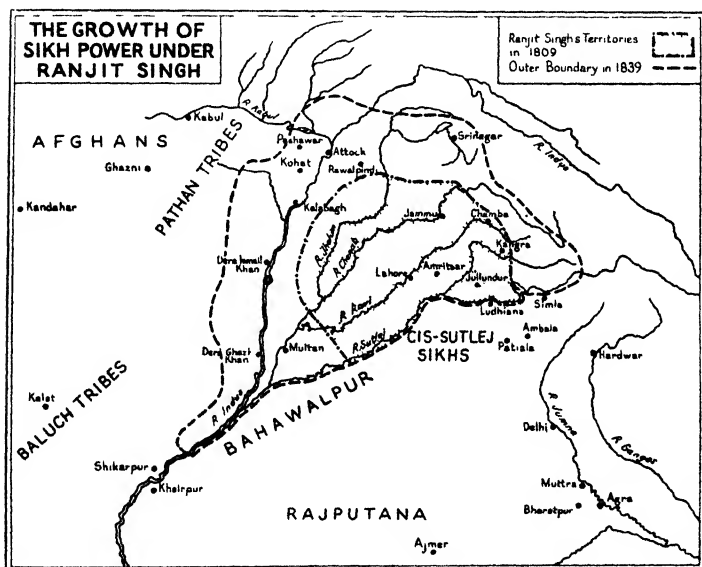 THE GROWTH OF
SIKH POWER UNDER
RANJIT SINGH
Ranjit Singh's Territories
in 1809
Outer Boundary in 1839
AFGHANS
Kabul
R. Kabul
Ghazni
Kandahar
PATHAN TRIBES
Peshawar
Kohat
Attock
Rawalpindi
Srinagar
R. Indus
Kalabagh
Jammu
Chamba
Kangra
R. Jhelum
R. Chenab
Dera Ismail
Khan
Lahore
Amritsar
Jullundur
R. Ravi
Ludhiana
Simla
Dera Ghazi
Khan
Multan
R. Sutlej
CIS-SUTLEJ
SIKHS
Ambala
Patiala
Hardwar
Kalat
BALUCH TRIBES
R. Indus
BAHAWALPUR
R. Jumna
R. Ganges
Delhi
Shikarpur
Khairpur
Muttra
Agra
Bharatpur
RAJPUTANA
Ajmer